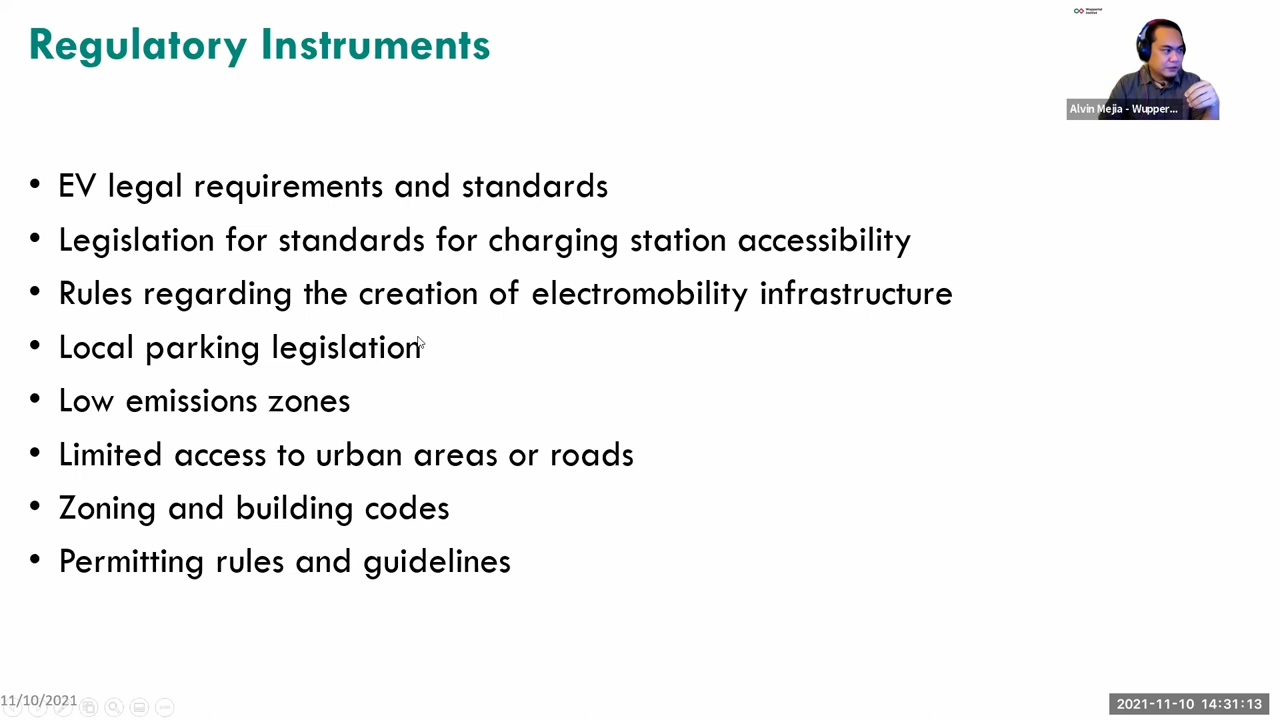 Regulatory Instruments
Wuppertal
Institut
Alvin Mejia - Wupper...
• EV legal requirements and standards
• Legislation for standards for charging station accessibility
• Rules regarding the creation of electromobility infrastructure
• Local parking legislation
• Low emissions zones
• Limited access to urban areas or roads
• Zoning and building codes
• Permitting rules and guidelines
11/10/2021
2021-11-10 14:31:13